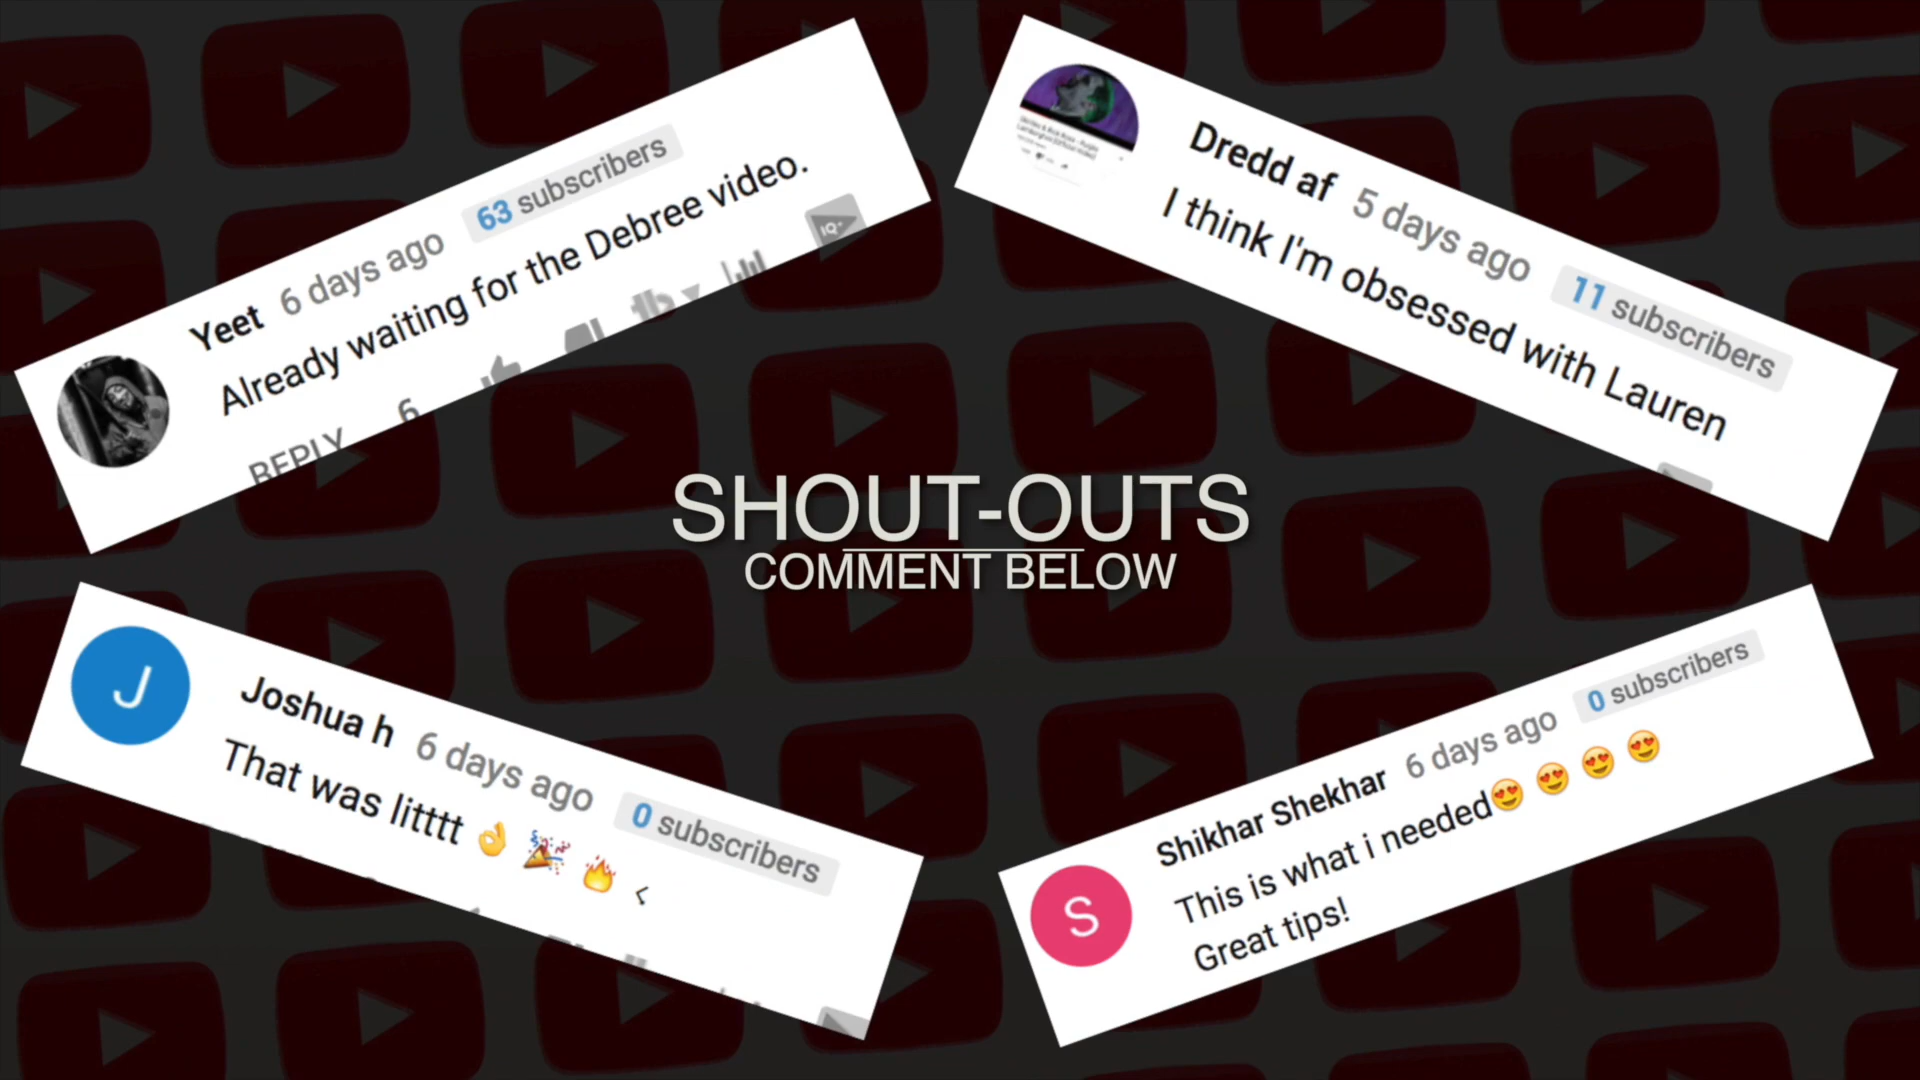 Yeet 6 days ago 63 subscribers
Already waiting for the Debree video.
REPLY 6
IQ+
Dredd af 5 days ago 11 subscribers
I think I'm obsessed with Lauren
SHOUT-OUTS
COMMENT BELOW
J
Joshua h 6 days ago 0 subscribers
That was litttt 👌 🎉 🔥
S
Shikhar Shekhar 6 days ago 0 subscribers
This is what i needed😍 😍 😍 😍
Great tips!